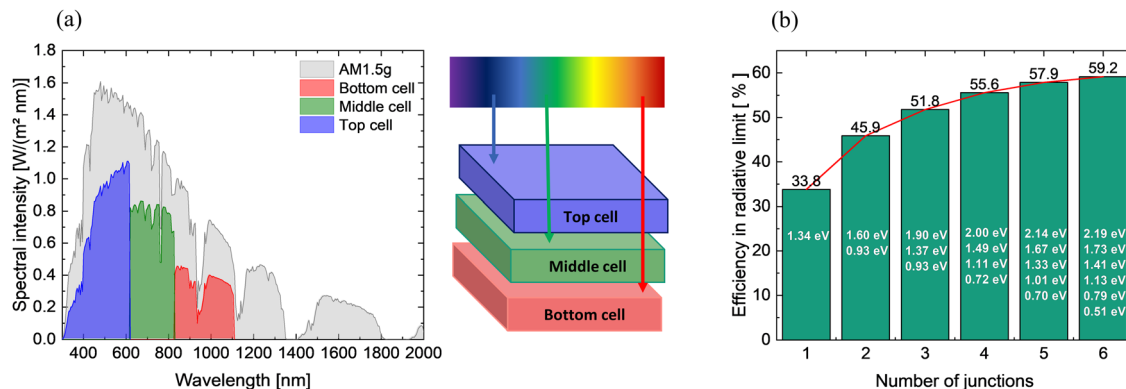 (a)
Spectral intensity [W/(m² nm)]
1.8
1.6
1.4
1.2
1.0
0.8
0.6
0.4
0.2
0.0
AM1.5g
Bottom cell
Middle cell
Top cell
400 600 800 1000 1200 1400 1600 1800 2000
Wavelength [nm]
Top cell
Middle cell
Bottom cell
(b)
Efficiency in radiative limit [ % ]
60
50
40
30
20
10
33.8
45.9
51.8
55.6
57.9
59.2
1.34 eV
1.60 eV
0.93 eV
1.90 eV
1.37 eV
0.93 eV
2.00 eV
1.49 eV
1.11 eV
0.72 eV
2.14 eV
1.67 eV
1.33 eV
1.01 eV
0.70 eV
2.19 eV
1.73 eV
1.41 eV
1.13 eV
0.79 eV
0.51 eV
1 2 3 4 5 6
Number of junctions